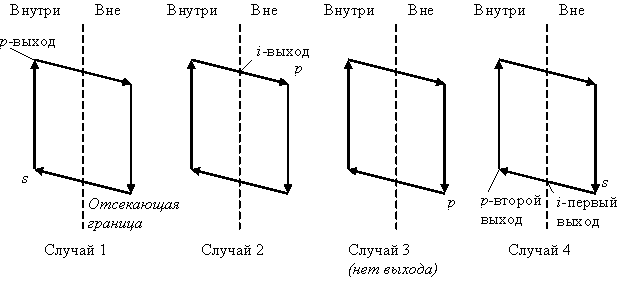 Внутри Вне Внутри Вне Внутри Вне Внутри Вне
p-выход
i-выход
p
s
Отсекающая
граница
p
s
p-второй
выход
i-первый
выход
Случай 1 Случай 2 Случай 3 Случай 4
(нет выхода)